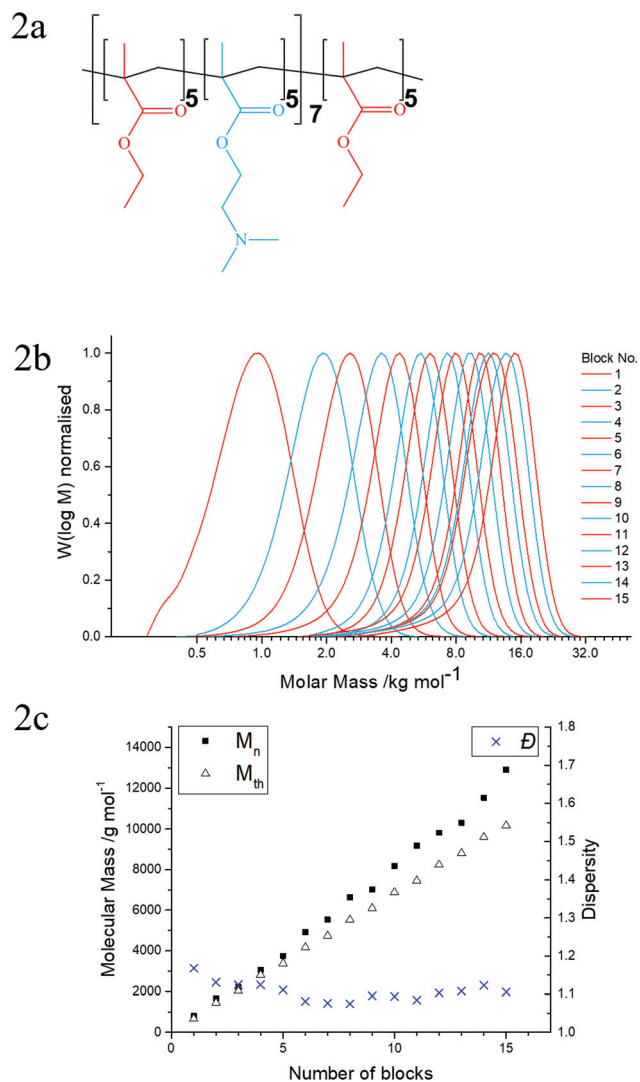 2a
5
5
7
5
O
O
O
O
O
O
N
2b
W(log M) normalised
1.0
0.8
0.6
0.4
0.2
0.0
0.5 1.0 2.0 4.0 8.0 16.0 32.0
Molar Mass /kg mol-1
Block No.
1
2
3
4
5
6
7
8
9
10
11
12
13
14
15
2c
Mn
Mth
Đ
Molecular Mass /g mol-1
14000
12000
10000
8000
6000
4000
2000
0
1.8
1.7
1.6
1.5
1.4
1.3
1.2
1.1
1.0
Dispersity
0 5 10 15
Number of blocks